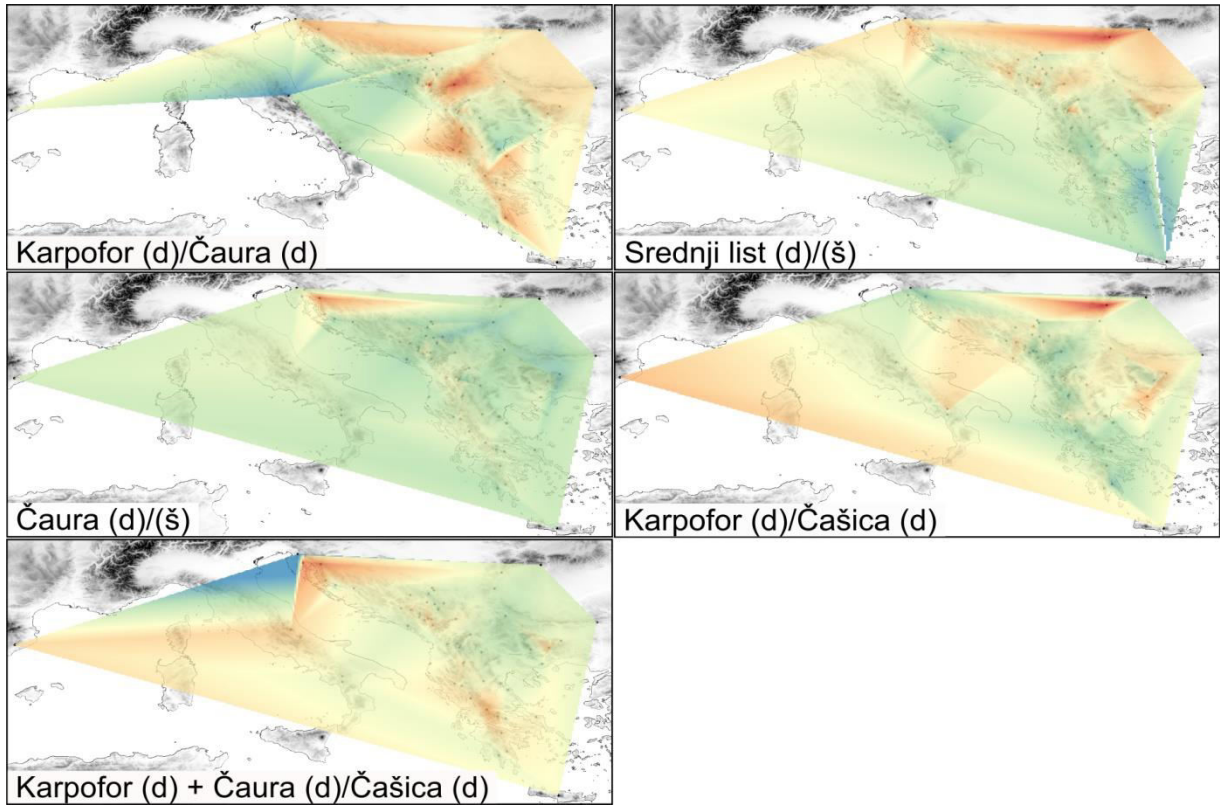 Karpofor (d)/Čaura (d)
Srednji list (d)/(š)
Čaura (d)/(š)
Karpofor (d)/Čašica (d)
Karpofor (d) + Čaura (d)/Čašica (d)